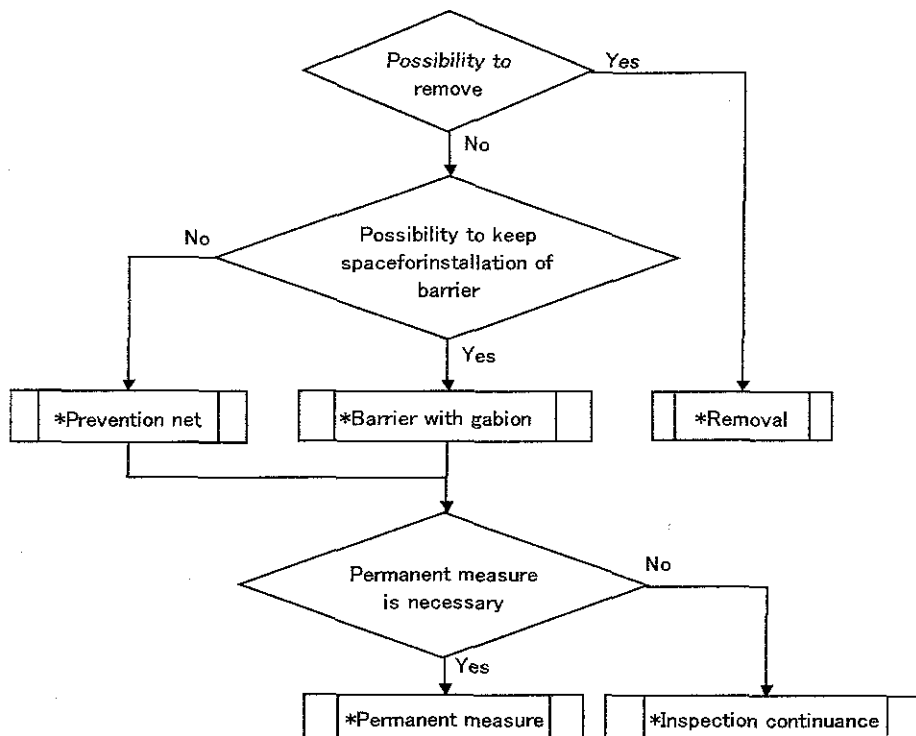 Possibility to
remove
Yes
No
Possibility to keep
spaceforinstallation of
barrier
No
Yes
*Prevention net
*Barrier with gabion
*Removal
Permanent measure
is necessary
No
Yes
*Permanent measure
*Inspection continuance